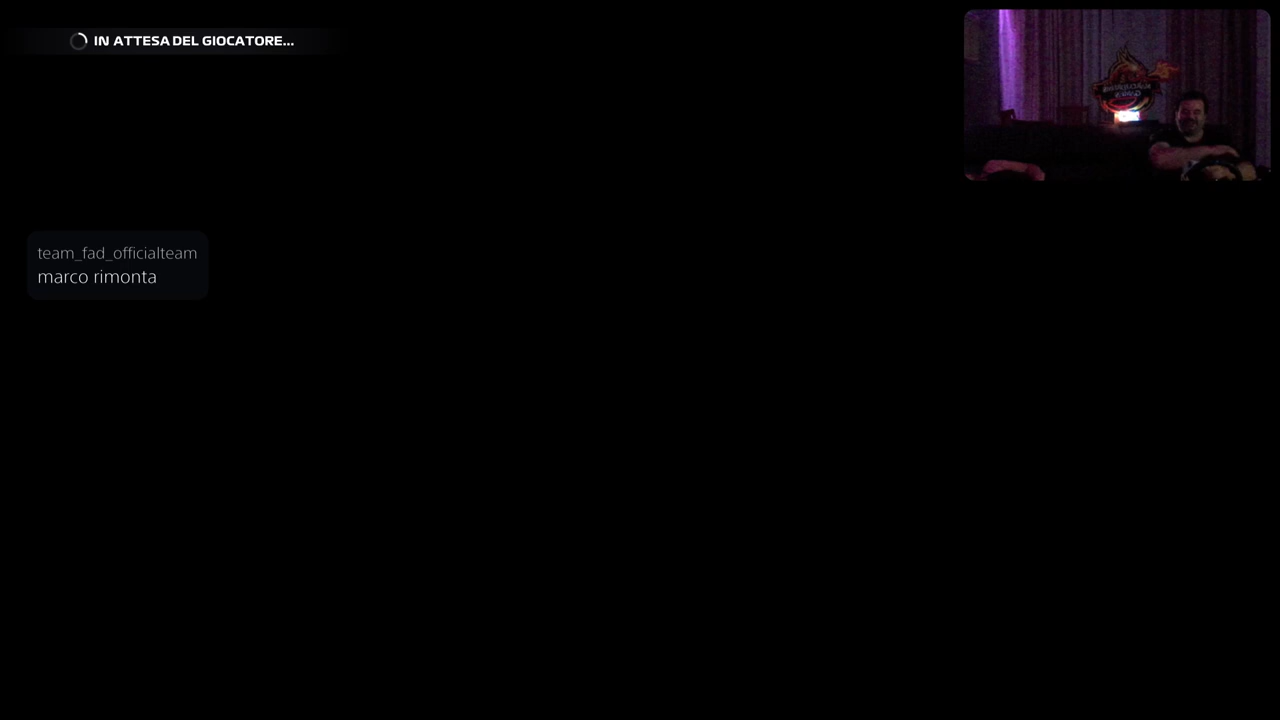 IN ATTESA DEL GIOCATORE...
team_fad_officialteam
marco rimonta